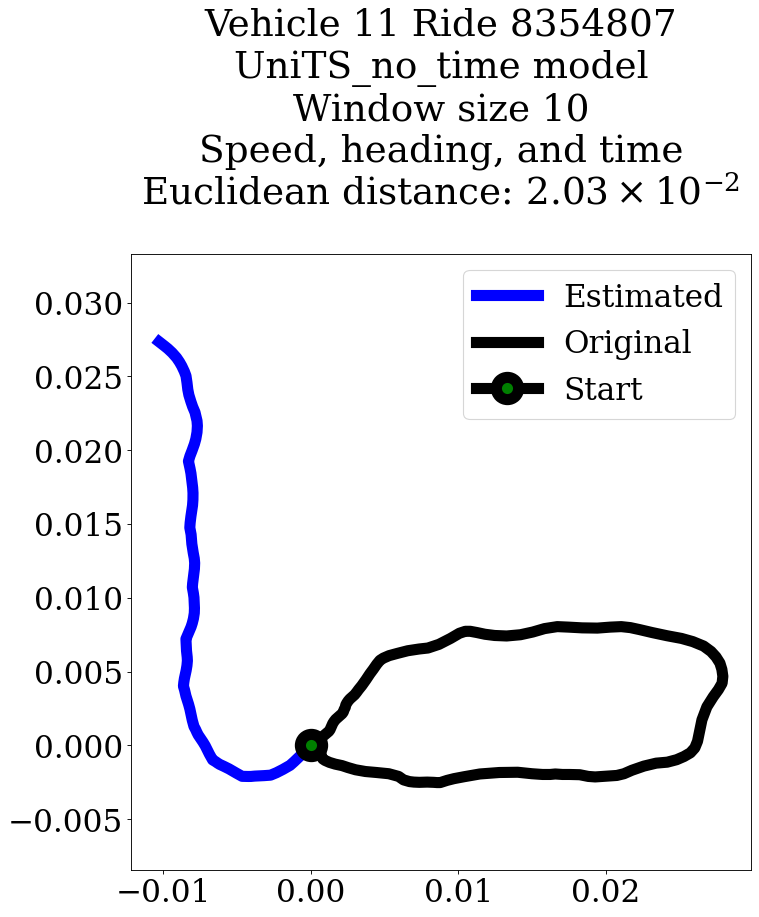 Vehicle 11 Ride 8354807
UniTS_no_time model
Window size 10
Speed, heading, and time
Euclidean distance: 2.03 × 10⁻²
Estimated
Original
Start
0.030
0.025
0.020
0.015
0.010
0.005
0.000
−0.005
−0.01 0.00 0.01 0.02